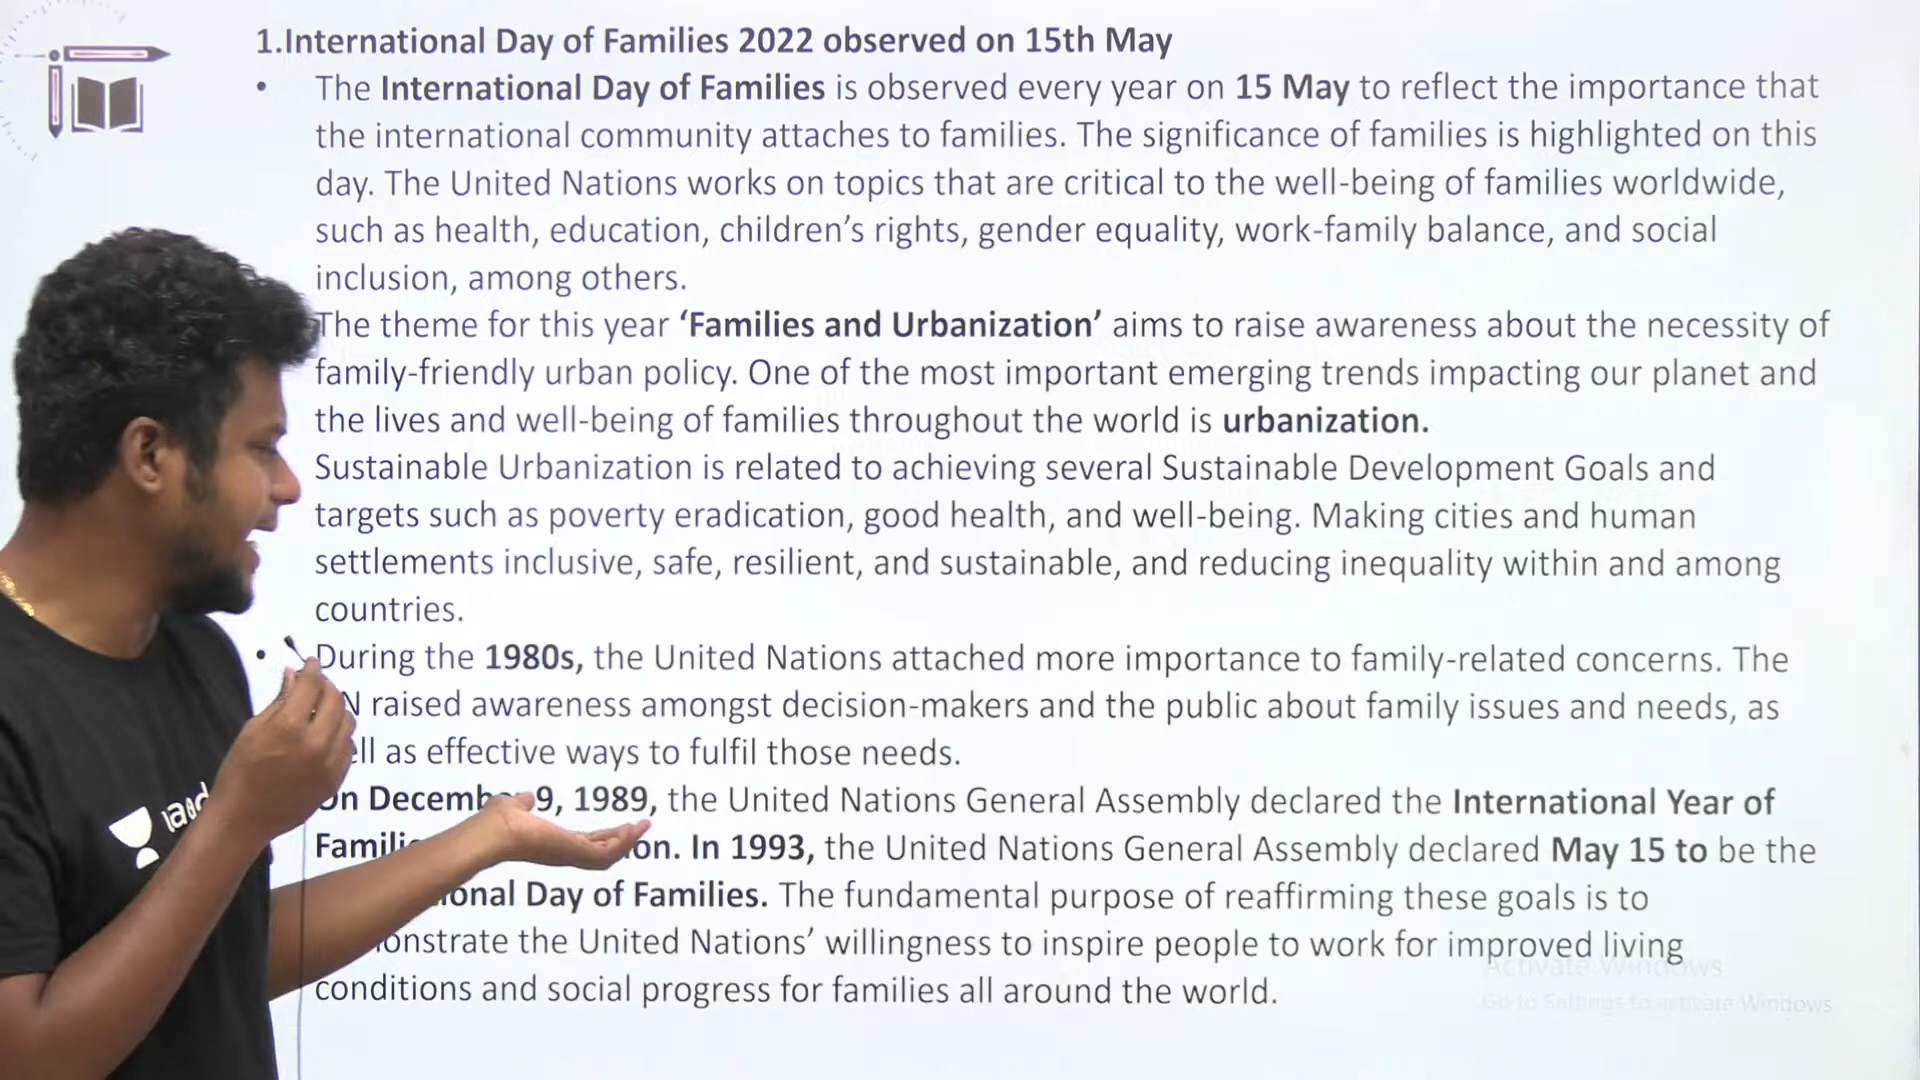 1.International Day of Families 2022 observed on 15th May
• The International Day of Families is observed every year on 15 May to reflect the importance that
the international community attaches to families. The significance of families is highlighted on this
day. The United Nations works on topics that are critical to the well-being of families worldwide,
such as health, education, children’s rights, gender equality, work-family balance, and social
inclusion, among others.
The theme for this year ‘Families and Urbanization’ aims to raise awareness about the necessity of
family-friendly urban policy. One of the most important emerging trends impacting our planet and
the lives and well-being of families throughout the world is urbanization.
Sustainable Urbanization is related to achieving several Sustainable Development Goals and
targets such as poverty eradication, good health, and well-being. Making cities and human
settlements inclusive, safe, resilient, and sustainable, and reducing inequality within and among
countries.
• During the 1980s, the United Nations attached more importance to family-related concerns. The
raised awareness amongst decision-makers and the public about family issues and needs, as
as effective ways to fulfil those needs.
On 9, 1989, the United Nations General Assembly declared the International Year of
In 1993, the United Nations General Assembly declared May 15 to be the
Day of Families. The fundamental purpose of reaffirming these goals is to
the United Nations’ willingness to inspire people to work for improved living
conditions and social progress for families all around the world.
Activate Windows
Go to Settings to activate Windows